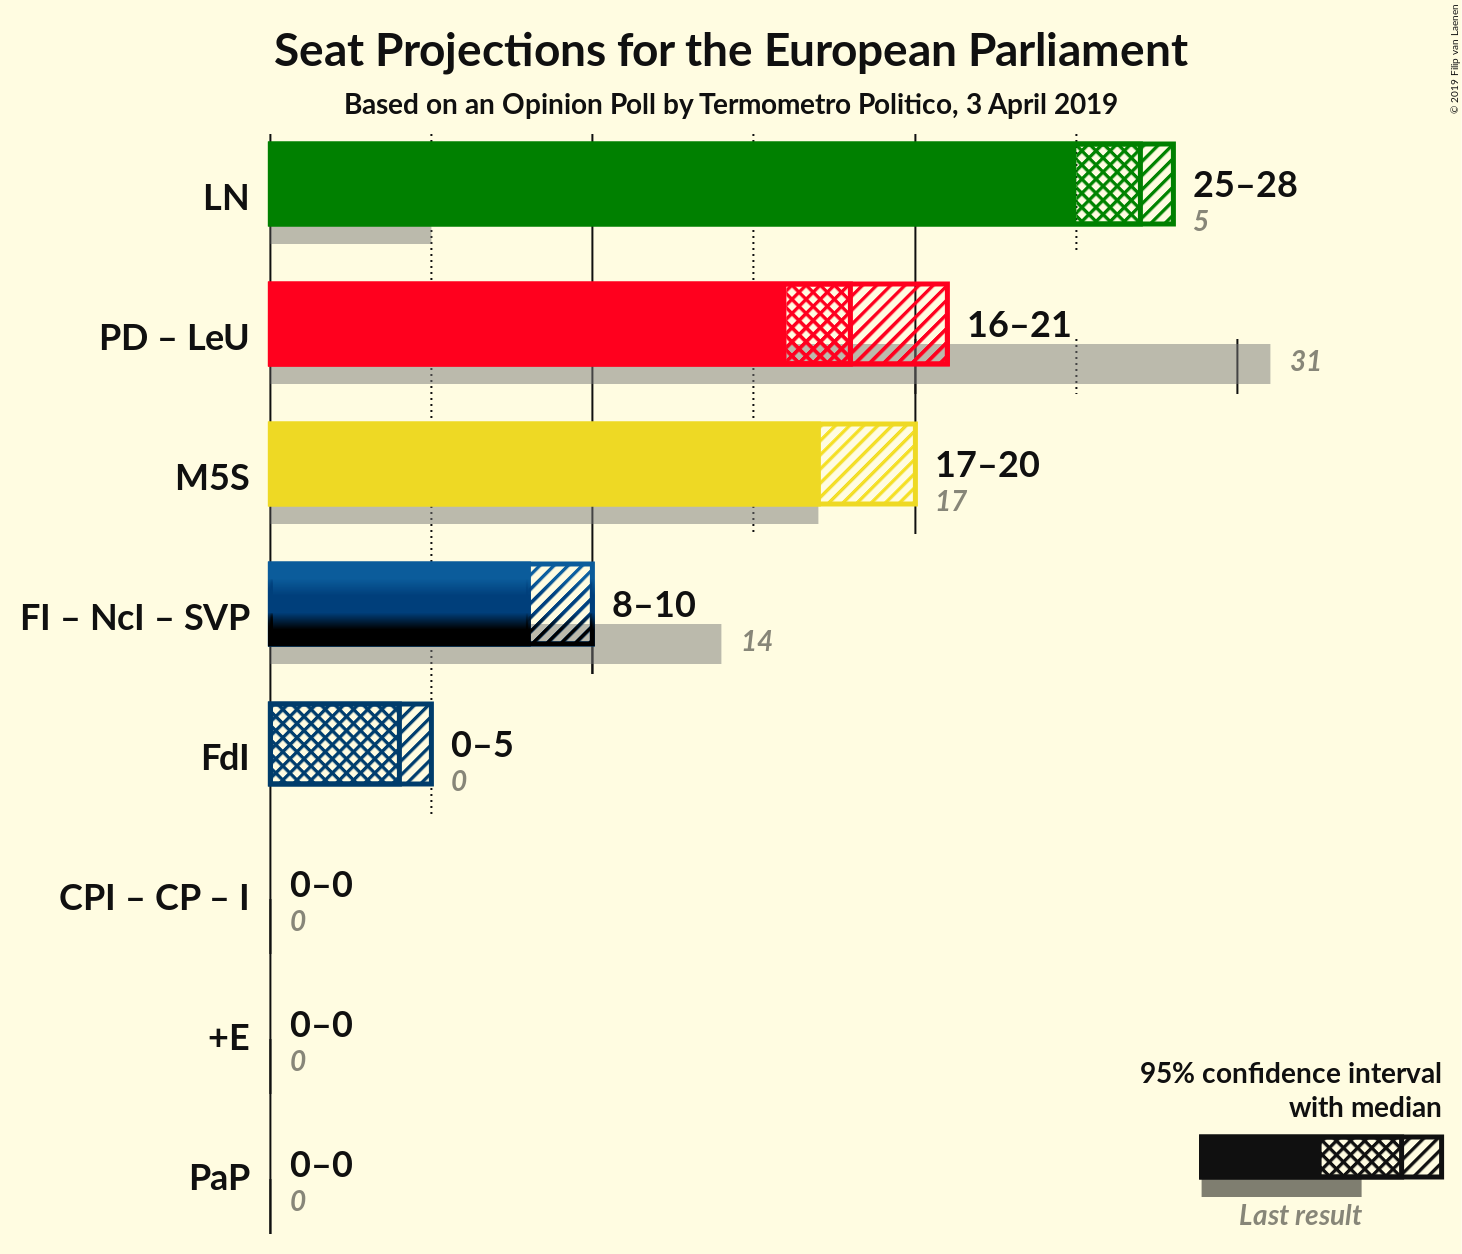 Seat Projections for the European Parliament
Based on an Opinion Poll by Termometro Politico, 3 April 2019
© 2019 Filip van Laenen
LN
25–28
5
PD – LeU
16–21
31
M5S
17–20
17
FI – NcI – SVP
8–10
14
FdI
0–5
0
CPI – CP – I
0–0
0
+E
0–0
0
PaP
0–0
0
95% confidence interval
with median
Last result